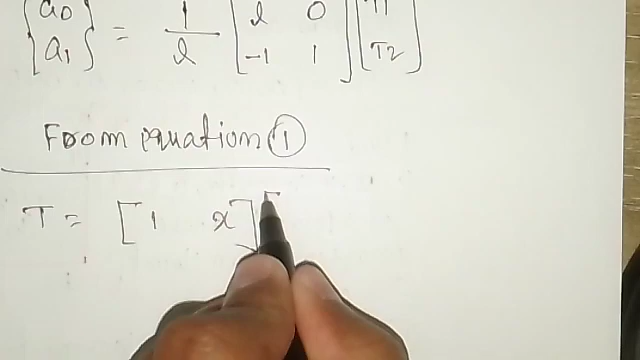 {a0 a1} = 1/l [l 0 -1 1] [T1 T2]
From equation ①
T = [1 x] [